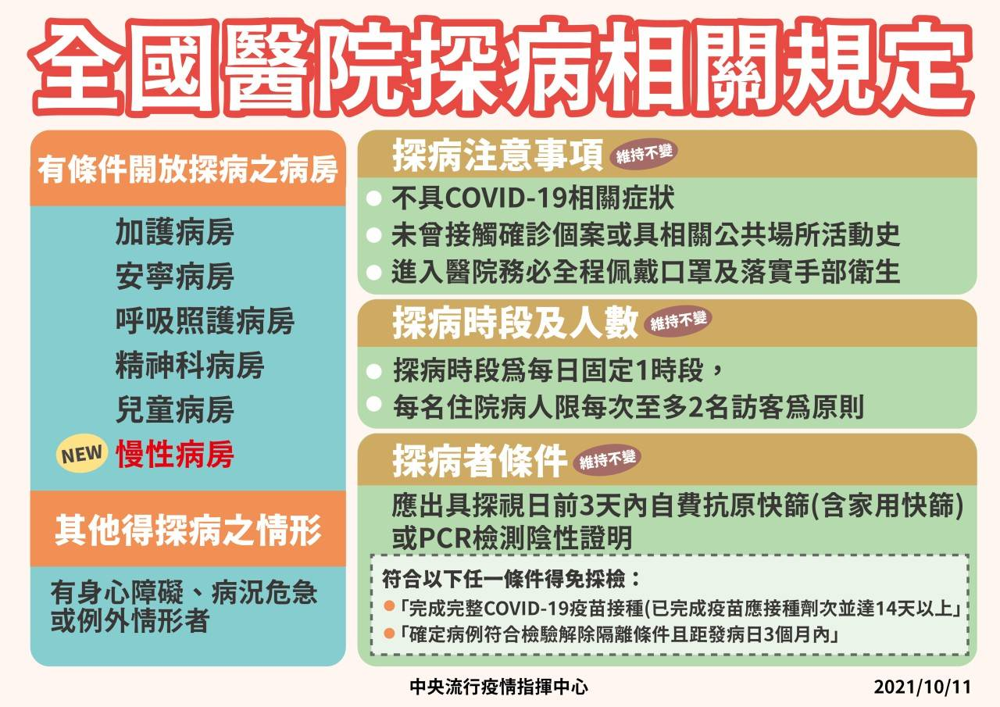 全國醫院探病相關規定
有條件開放探病之病房
加護病房
安寧病房
呼吸照護病房
精神科病房
兒童病房
NEW 慢性病房
其他得探病之情形
有身心障礙、病況危急
或例外情形者
探病注意事項 維持不變
不具COVID-19相關症狀
未曾接觸確診個案或具相關公共場所活動史
進入醫院務必全程佩戴口罩及落實手部衛生
探病時段及人數 維持不變
探病時段爲每日固定1時段，
每名住院病人限每次至多2名訪客爲原則
探病者條件 維持不變
應出具探視日前3天內自費抗原快篩(含家用快篩)
或PCR檢測陰性證明
符合以下任一條件得免採檢：
「完成完整COVID-19疫苗接種(已完成疫苗應接種劑次並達14天以上」
「確定病例符合檢驗解除隔離條件且距發病日3個月內」
中央流行疫情指揮中心
2021/10/11